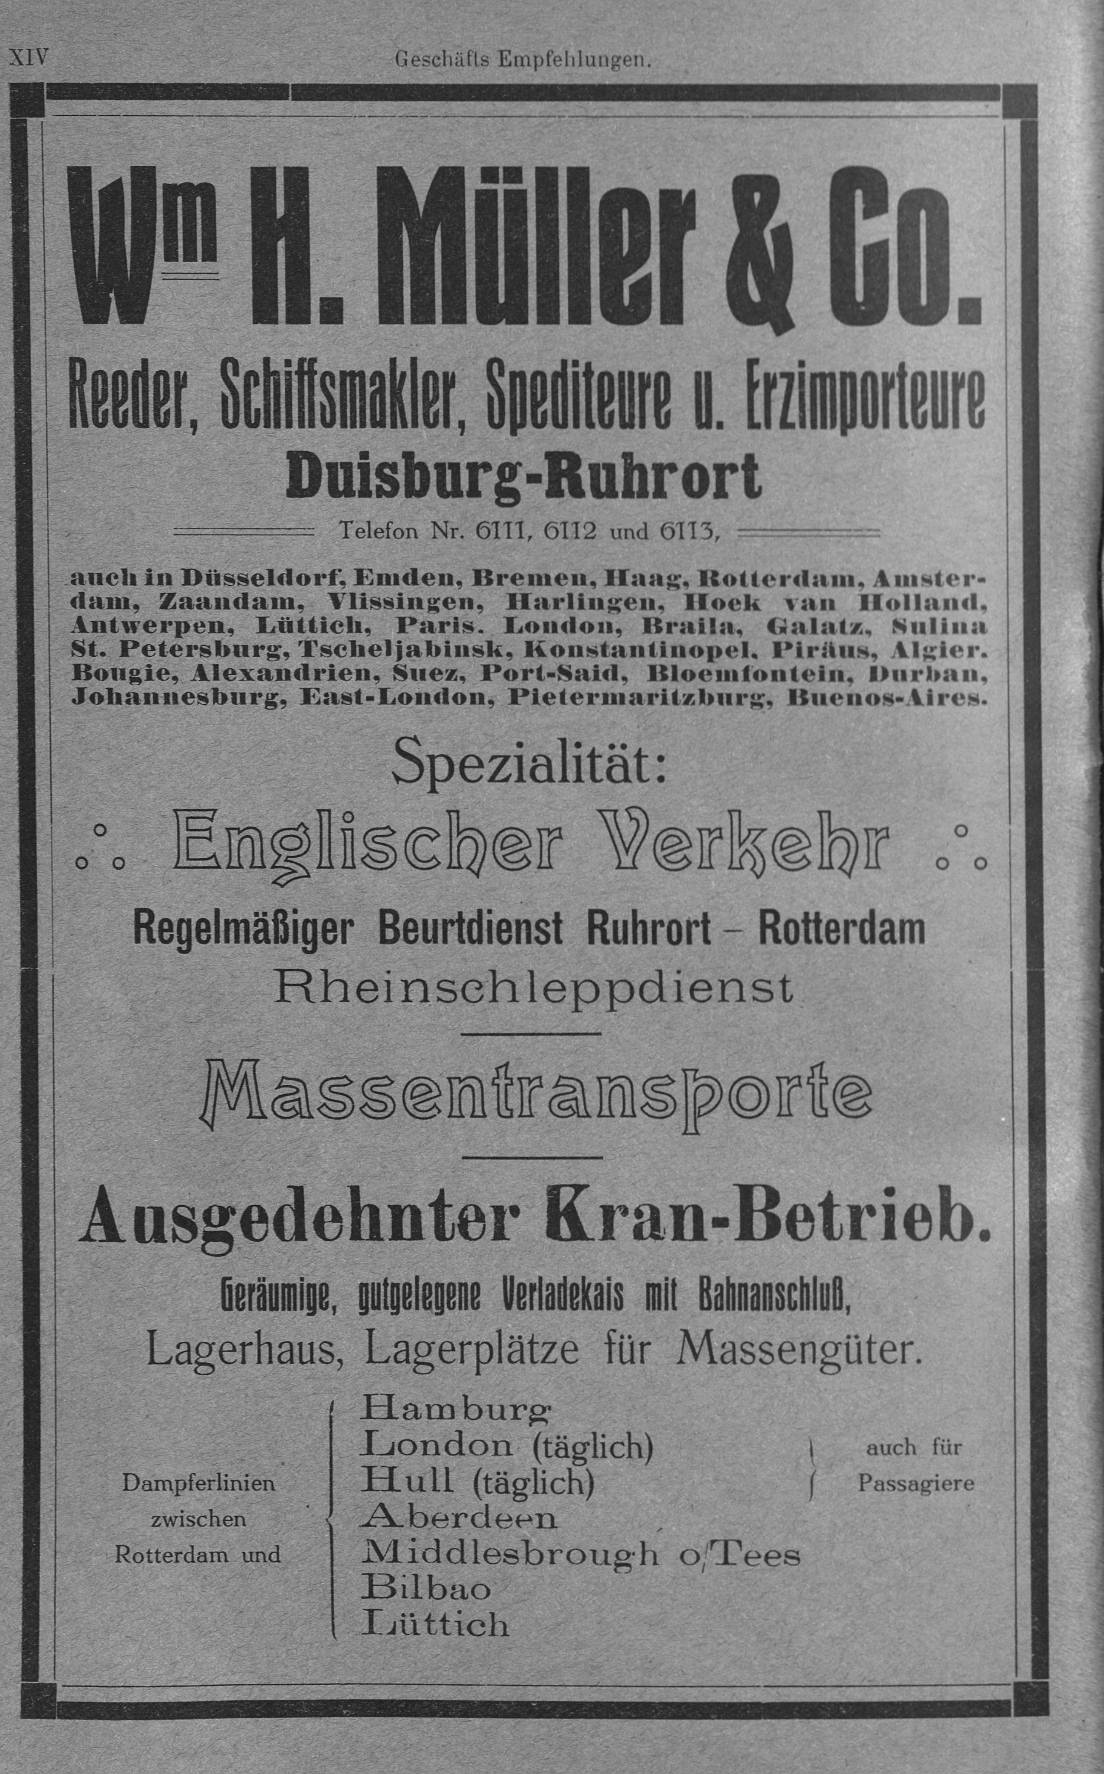 XIV
Geschäfts Empfehlungen.
Wm H. Müller & Co.
Reeder, Schiffsmakler, Spediteure u. Erzimporteure
Duisburg-Ruhrort
Telefon Nr. 6111, 6112 und 6113,
auch in Düsseldorf, Emden, Bremen, Haag, Rotterdam, Amster-
dam, Zaandam, Vlissingen, Harlingen, Hoek van Holland,
Antwerpen, Lüttich, Paris. London, Braila, Galatz, Sulina
St. Petersburg, Tscheljabinsk, Konstantinopel, Piräus, Algier.
Bougie, Alexandrien, Suez, Port-Said, Bloemfontein, Durban,
Johannesburg, East-London, Pietermaritzburg, Buenos-Aires.
Spezialität:
Englischer Verkehr
Regelmäßiger Beurtdienst Ruhrort – Rotterdam
Rheinschleppdienst
Massentransporte
Ausgedehnter Kran-Betrieb.
Geräumige, gutgelegene Verladekais mit Bahnanschluß,
Lagerhaus, Lagerplätze für Massengüter.
Dampferlinien
zwischen
Rotterdam und
Hamburg
London (täglich)
Hull (täglich)
Aberdeen
Middlesbrough o/Tees
Bilbao
Lüttich
auch für
Passagiere